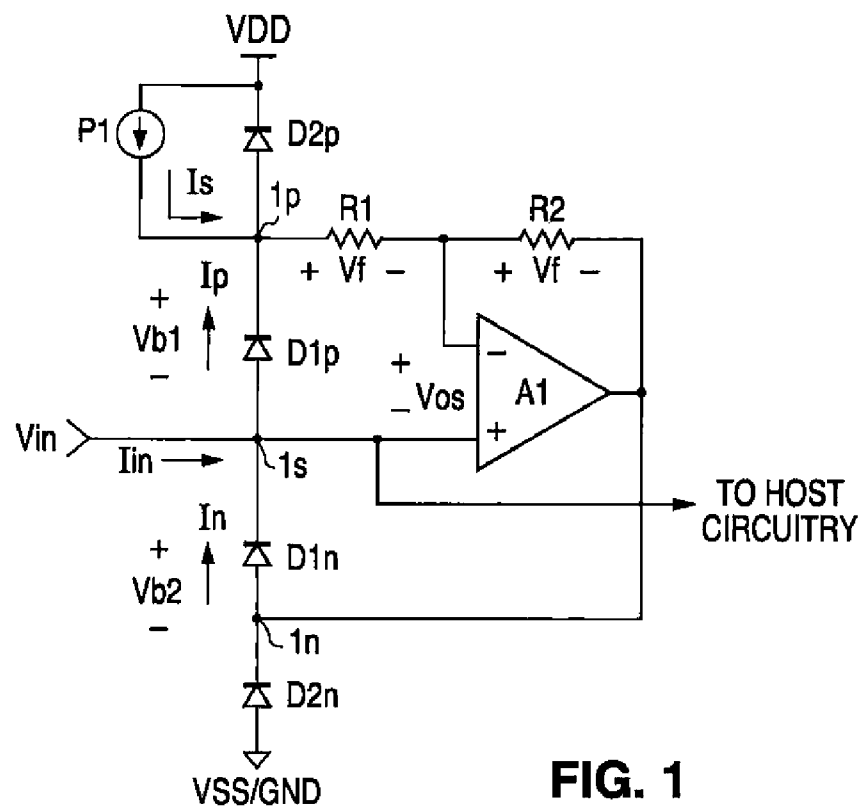 VDD
P1
D2p
Is
1p
R1
R2
+ Vf -
+ Vf -
Ip
+
Vb1
-
D1p
+
Vos
-
-
A1
+
Vin
Iin
1s
TO HOST
CIRCUITRY
In
+
Vb2
-
D1n
1n
D2n
VSS/GND
FIG. 1